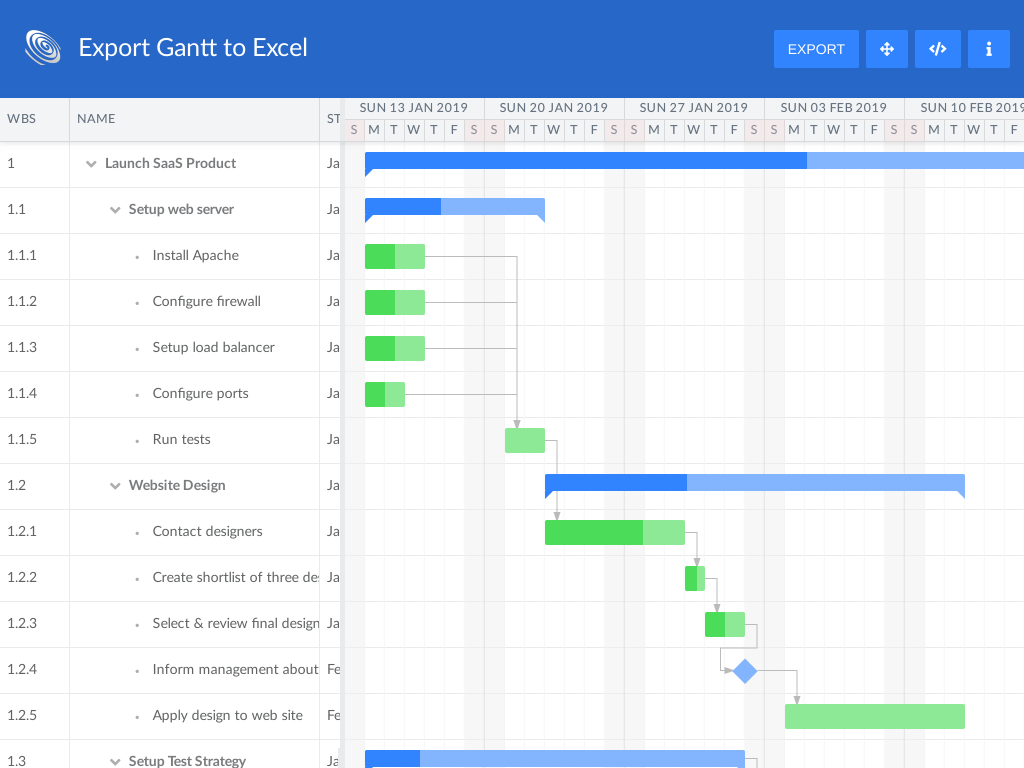 Export Gantt to Excel
EXPORT
WBS NAME ST
SUN 13 JAN 2019 SUN 20 JAN 2019 SUN 27 JAN 2019 SUN 03 FEB 2019 SUN 10 FEB 2019
S M T W T F S S M T W T F S S M T W T F S S M T W T F S S M T W T F
1 Launch SaaS Product Ja
1.1 Setup web server Ja
1.1.1 Install Apache Ja
1.1.2 Configure firewall Ja
1.1.3 Setup load balancer Ja
1.1.4 Configure ports Ja
1.1.5 Run tests Ja
1.2 Website Design Ja
1.2.1 Contact designers Ja
1.2.2 Create shortlist of three des Ja
1.2.3 Select & review final design Ja
1.2.4 Inform management about Fe
1.2.5 Apply design to web site Fe
1.3 Setup Test Strategy Ja